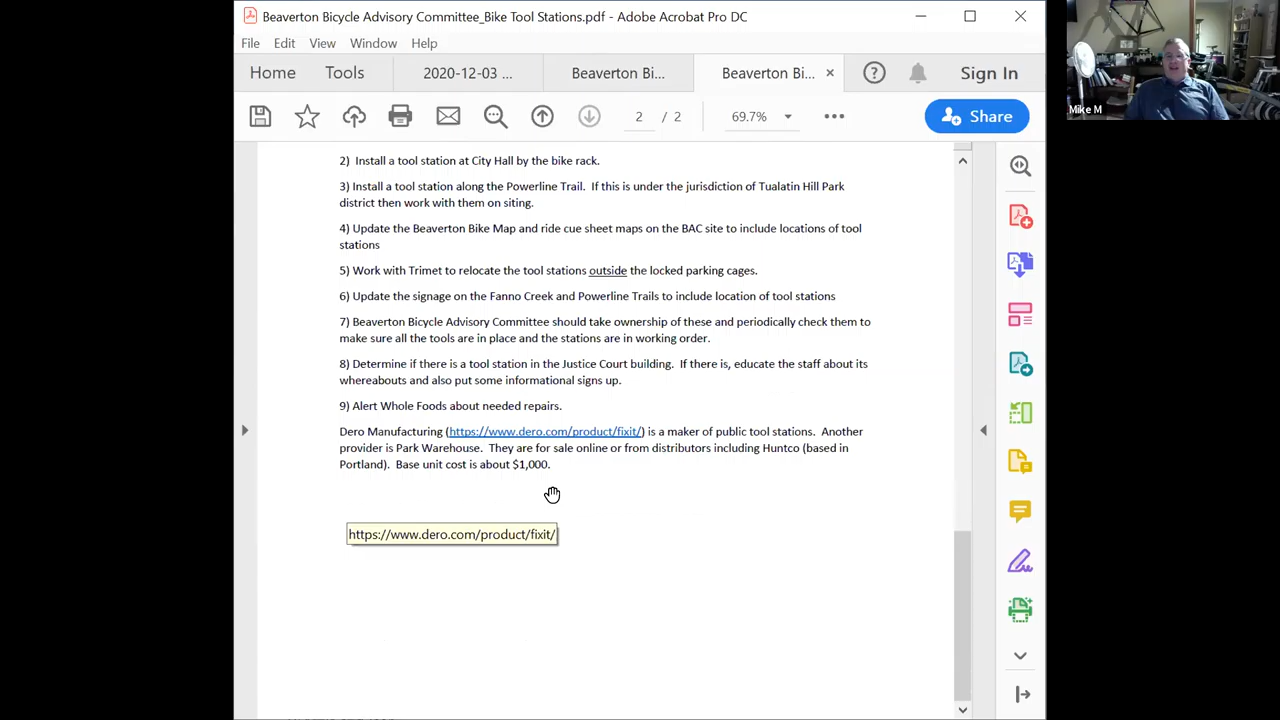 Beaverton Bicycle Advisory Committee_Bike Tool Stations.pdf - Adobe Acrobat Pro DC
File Edit View Window Help
Home Tools 2020-12-03 ... Beaverton Bi... Beaverton Bi... Sign In
2 / 2 69.7% Share
Mike M
2) Install a tool station at City Hall by the bike rack.
3) Install a tool station along the Powerline Trail. If this is under the jurisdiction of Tualatin Hill Park
district then work with them on siting.
4) Update the Beaverton Bike Map and ride cue sheet maps on the BAC site to include locations of tool
stations
5) Work with Trimet to relocate the tool stations outside the locked parking cages.
6) Update the signage on the Fanno Creek and Powerline Trails to include location of tool stations
7) Beaverton Bicycle Advisory Committee should take ownership of these and periodically check them to
make sure all the tools are in place and the stations are in working order.
8) Determine if there is a tool station in the Justice Court building. If there is, educate the staff about its
whereabouts and also put some informational signs up.
9) Alert Whole Foods about needed repairs.
Dero Manufacturing (https://www.dero.com/product/fixit/) is a maker of public tool stations. Another
provider is Park Warehouse. They are for sale online or from distributors including Huntco (based in
Portland). Base unit cost is about $1,000.
https://www.dero.com/product/fixit/